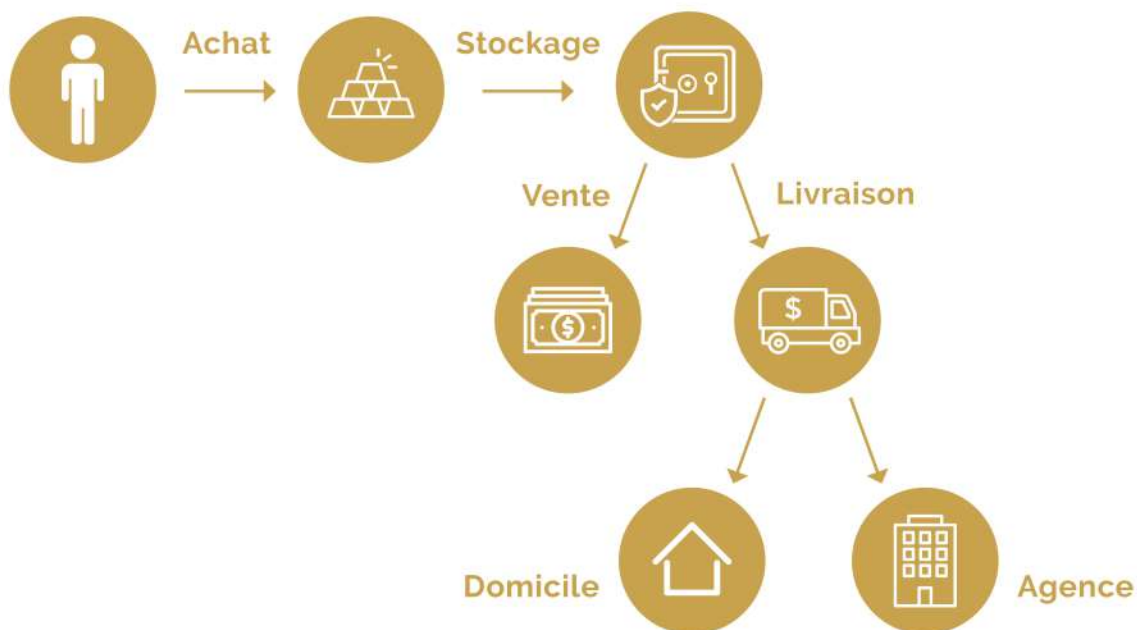 Achat
Stockage
Vente
Livraison
$
$
Domicile
Agence